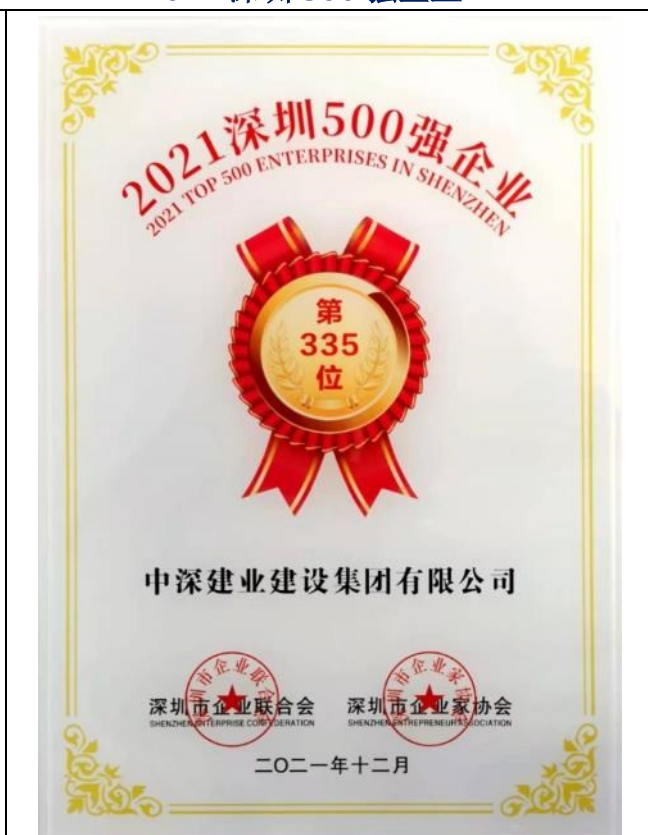 2021深圳500强企业
2021 TOP 500 ENTERPRISES IN SHENZHEN
第
335
位
中深建业建设集团有限公司
深圳市企业联合会
SHENZHEN ENTERPRISE CONFEDERATION
深圳市企业家协会
SHENZHEN ENTREPRENEUR ASSOCIATION
二〇二一年十二月